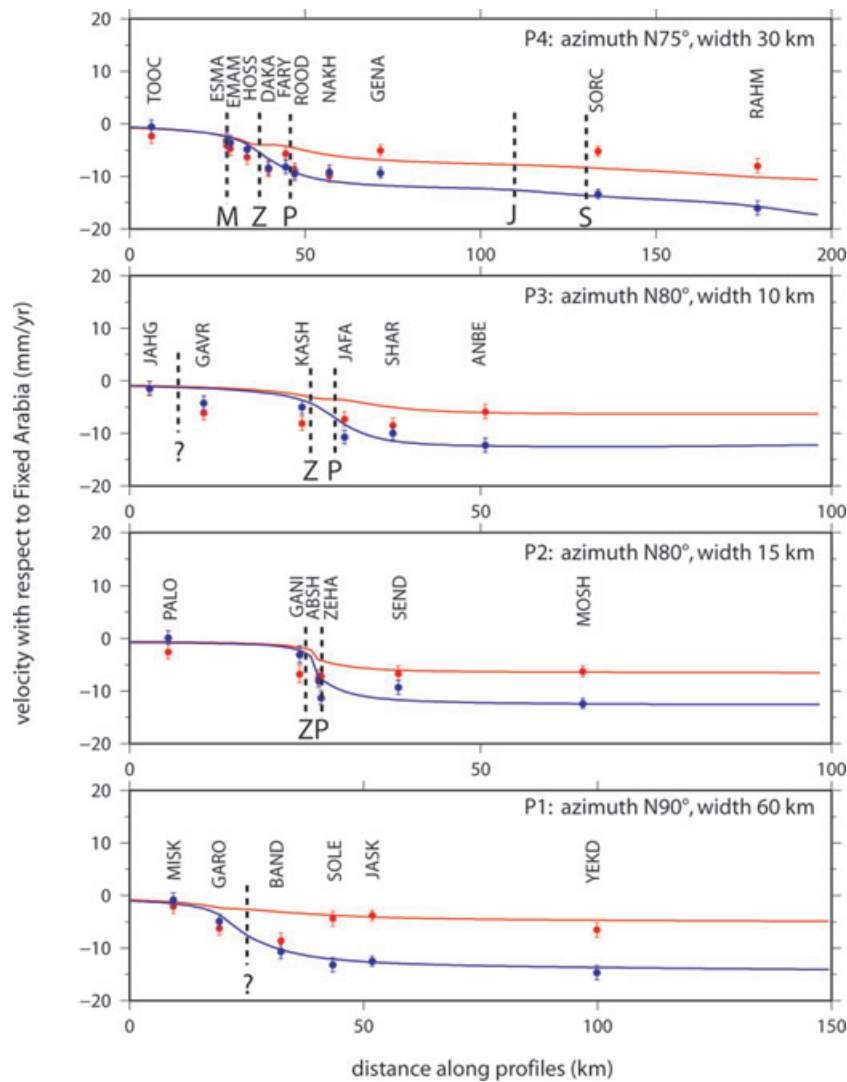 P4: azimuth N75°, width 30 km
TOOC
ESMA
EMAM
HOSS
DAKA
FARY
ROOD
NAKH
GENA
SORC
RAHM
20
10
0
−10
−20
M Z P J S
0 50 100 150 200
P3: azimuth N80°, width 10 km
JAHG
GAVR
KASH
JAFA
SHAR
ANBE
20
10
0
−10
−20
? Z P
0 50 100
P2: azimuth N80°, width 15 km
PALO
GANI
ABSH
ZEHA
SEND
MOSH
20
10
0
−10
−20
ZP
0 50 100
P1: azimuth N90°, width 60 km
MISK
GARO
BAND
SOLE
JASK
YEKD
20
10
0
−10
−20
?
0 50 100 150
velocity with respect to Fixed Arabia (mm/yr)
distance along profiles (km)